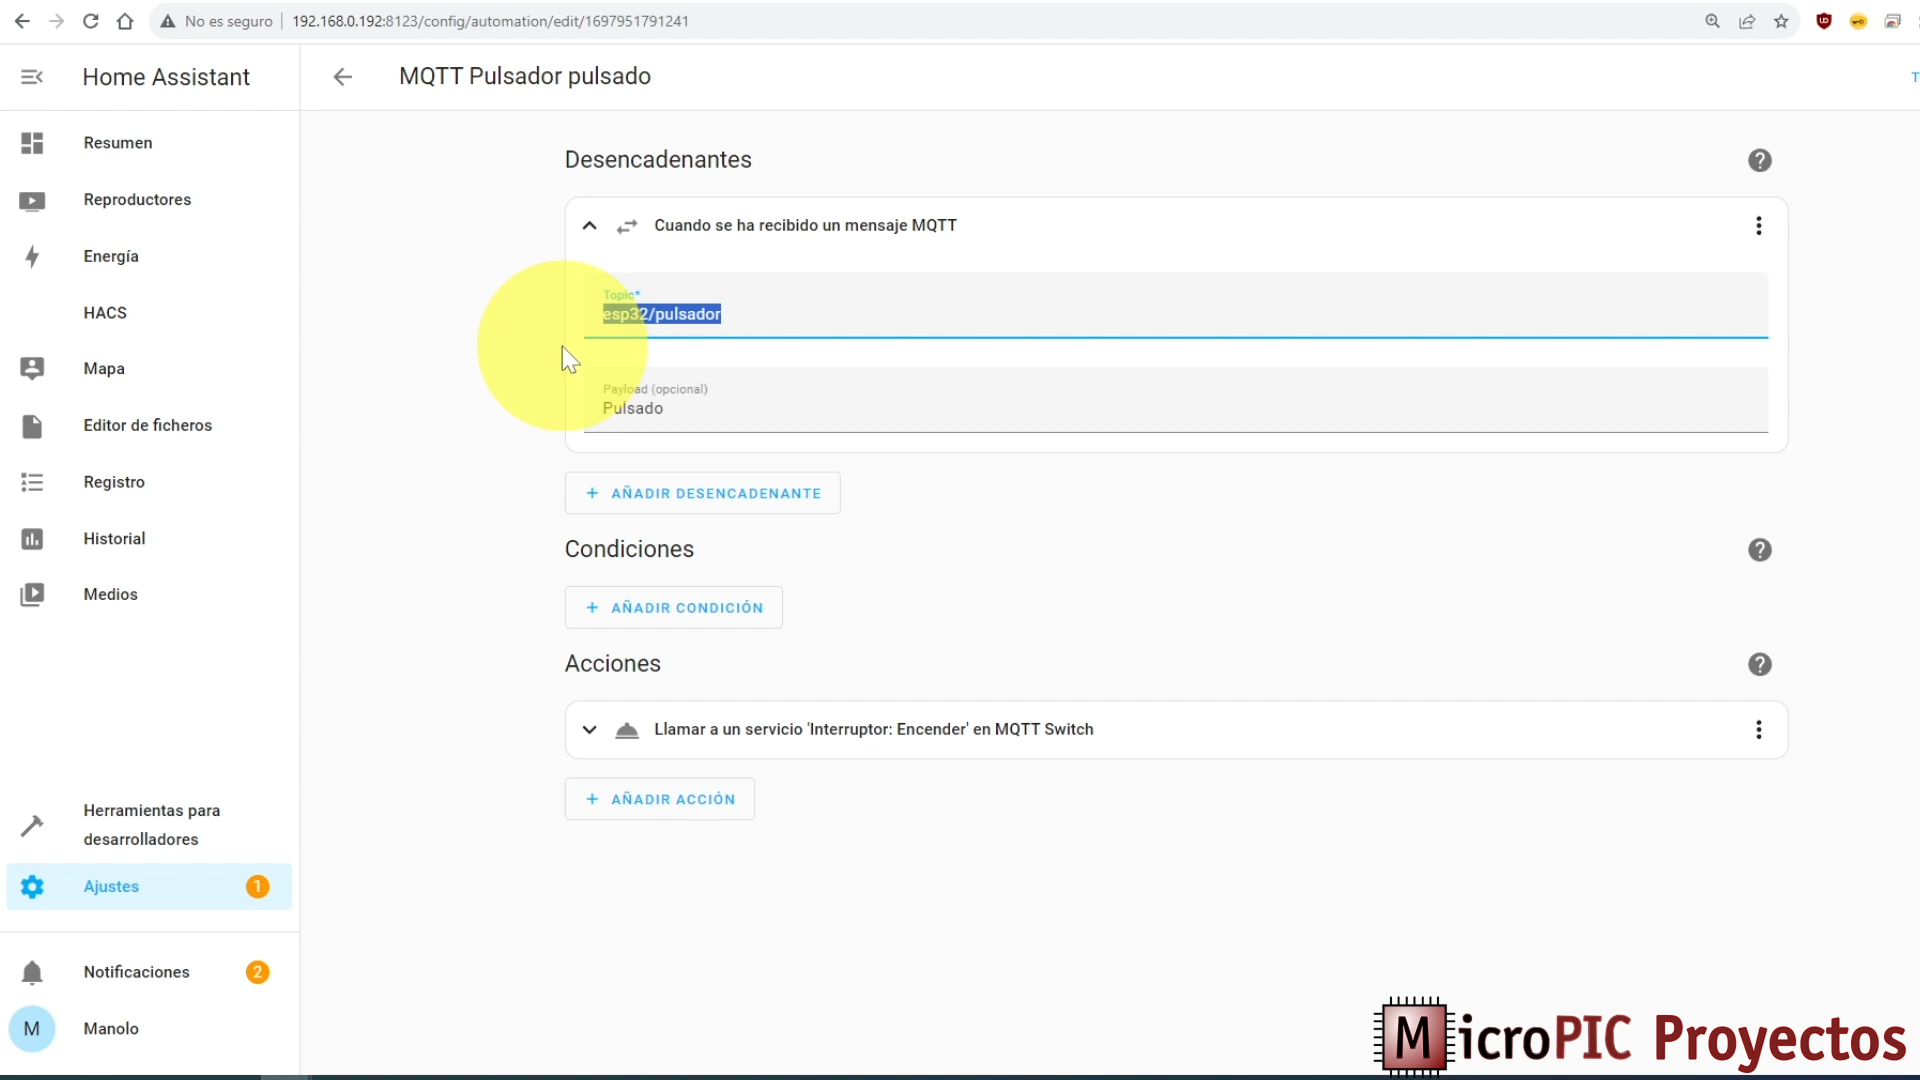 No es seguro
192.168.0.192:8123/config/automation/edit/1697951791241
Home Assistant
MQTT Pulsador pulsado
T
Resumen
Reproductores
Energía
HACS
Mapa
Editor de ficheros
Registro
Historial
Medios
Herramientas para
desarrolladores
Ajustes
1
Notificaciones
2
M
Manolo
Desencadenantes
Cuando se ha recibido un mensaje MQTT
Topic*
esp32/pulsador
Payload (opcional)
Pulsado
+ AÑADIR DESENCADENANTE
Condiciones
+ AÑADIR CONDICIÓN
Acciones
Llamar a un servicio 'Interruptor: Encender' en MQTT Switch
+ AÑADIR ACCIÓN
MicroPIC Proyectos